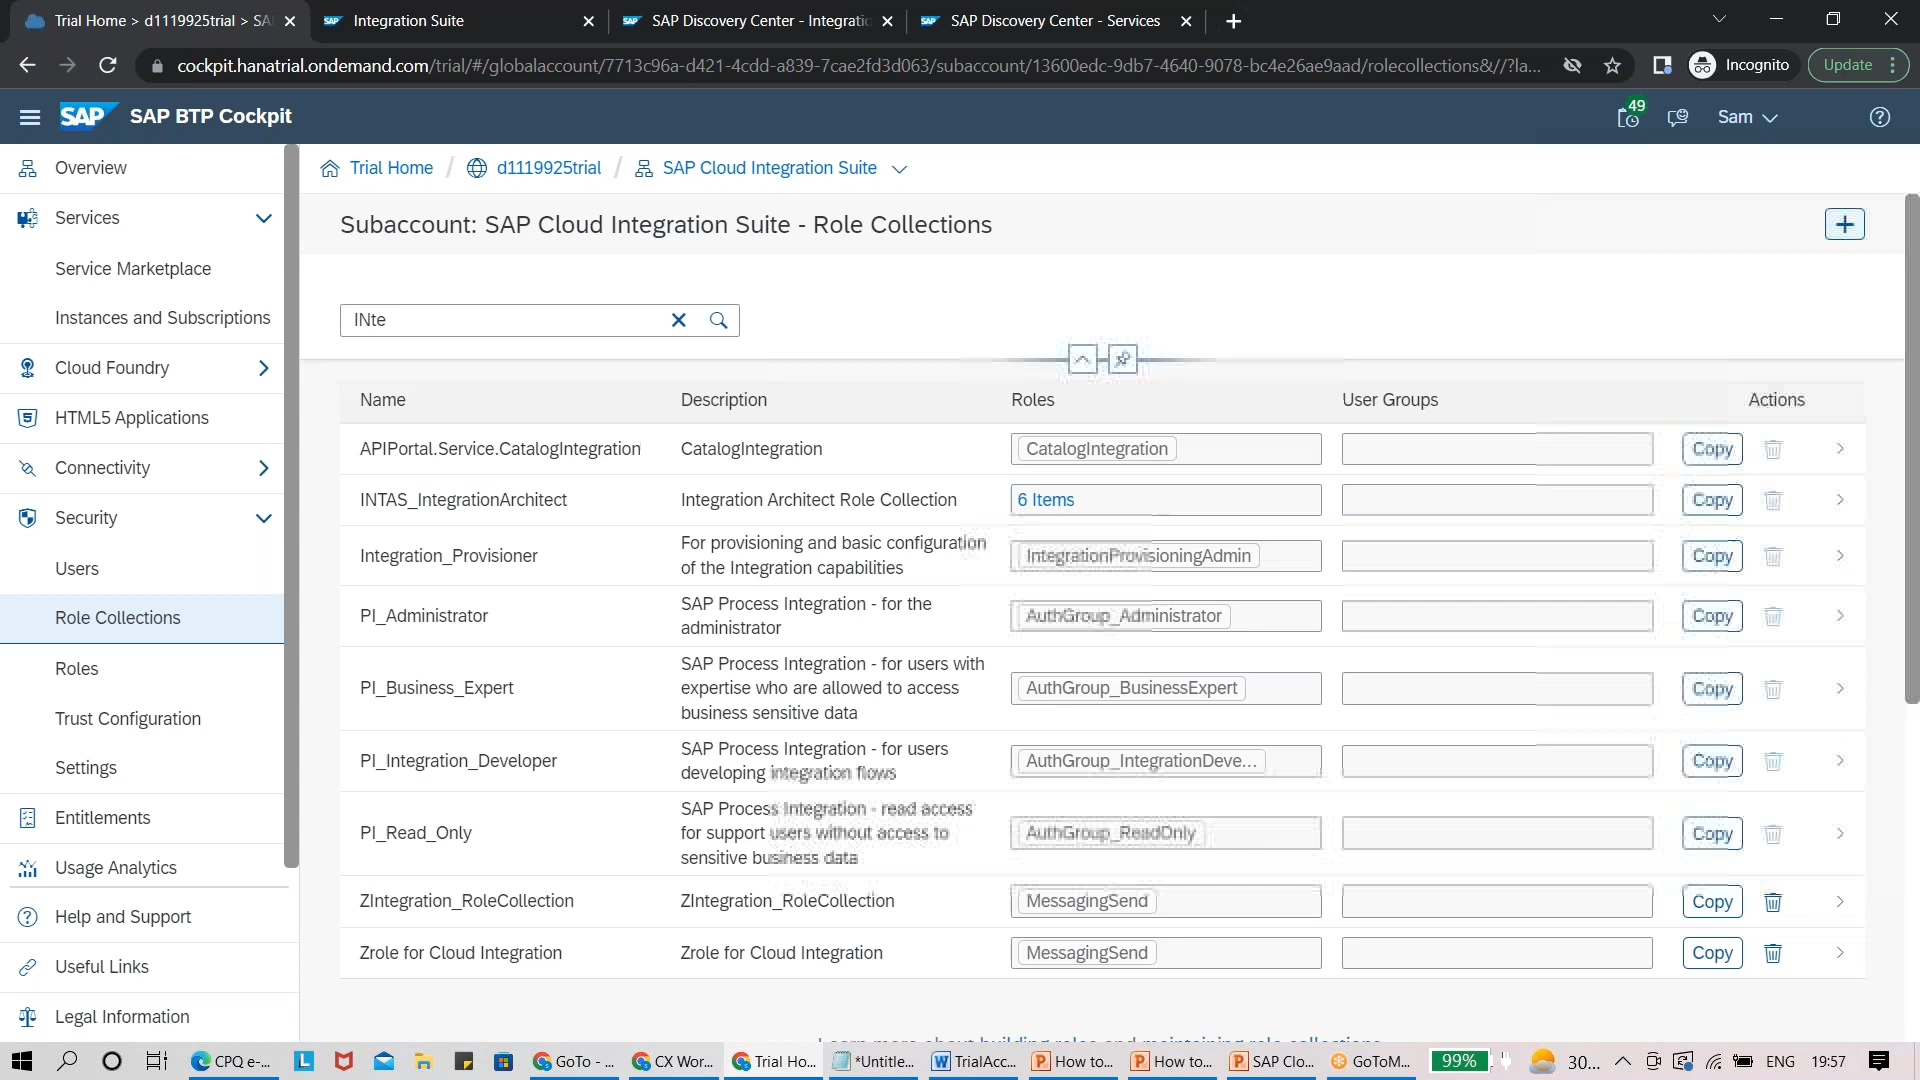 Trial Home > d1119925trial > SA
Integration Suite
SAP Discovery Center - Integratio
SAP Discovery Center - Services
cockpit.hanatrial.ondemand.com/trial/#/globalaccount/7713c96a-d421-4cdd-a839-7cae2fd3d063/subaccount/13600edc-9db7-4640-9078-bc4e26ae9aad/rolecollections&//?la...
Incognito
Update
SAP
SAP BTP Cockpit
49
Sam
Overview
Services
Service Marketplace
Instances and Subscriptions
Cloud Foundry
HTML5 Applications
Connectivity
Security
Users
Role Collections
Roles
Trust Configuration
Settings
Entitlements
Usage Analytics
Help and Support
Useful Links
Legal Information
Trial Home / d1119925trial / SAP Cloud Integration Suite
Subaccount: SAP Cloud Integration Suite - Role Collections
INte
Name Description Roles User Groups Actions
APIPortal.Service.CatalogIntegration CatalogIntegration CatalogIntegration Copy
INTAS_IntegrationArchitect Integration Architect Role Collection 6 Items Copy
Integration_Provisioner For provisioning and basic configuration
of the Integration capabilities IntegrationProvisioningAdmin Copy
PI_Administrator SAP Process Integration - for the
administrator AuthGroup_Administrator Copy
PI_Business_Expert SAP Process Integration - for users with
expertise who are allowed to access
business sensitive data AuthGroup_BusinessExpert Copy
PI_Integration_Developer SAP Process Integration - for users
developing integration flows AuthGroup_IntegrationDeve... Copy
PI_Read_Only SAP Process Integration - read access
for support users without access to
sensitive business data AuthGroup_ReadOnly Copy
ZIntegration_RoleCollection ZIntegration_RoleCollection MessagingSend Copy
Zrole for Cloud Integration Zrole for Cloud Integration MessagingSend Copy
Learn more about building roles and maintaining role collections
CPQ e-...
GoTo - ...
CX Wor...
Trial Ho...
*Untitle...
TrialAcc...
How to...
How to...
SAP Clo...
GoToM...
99%
30...
ENG
19:57